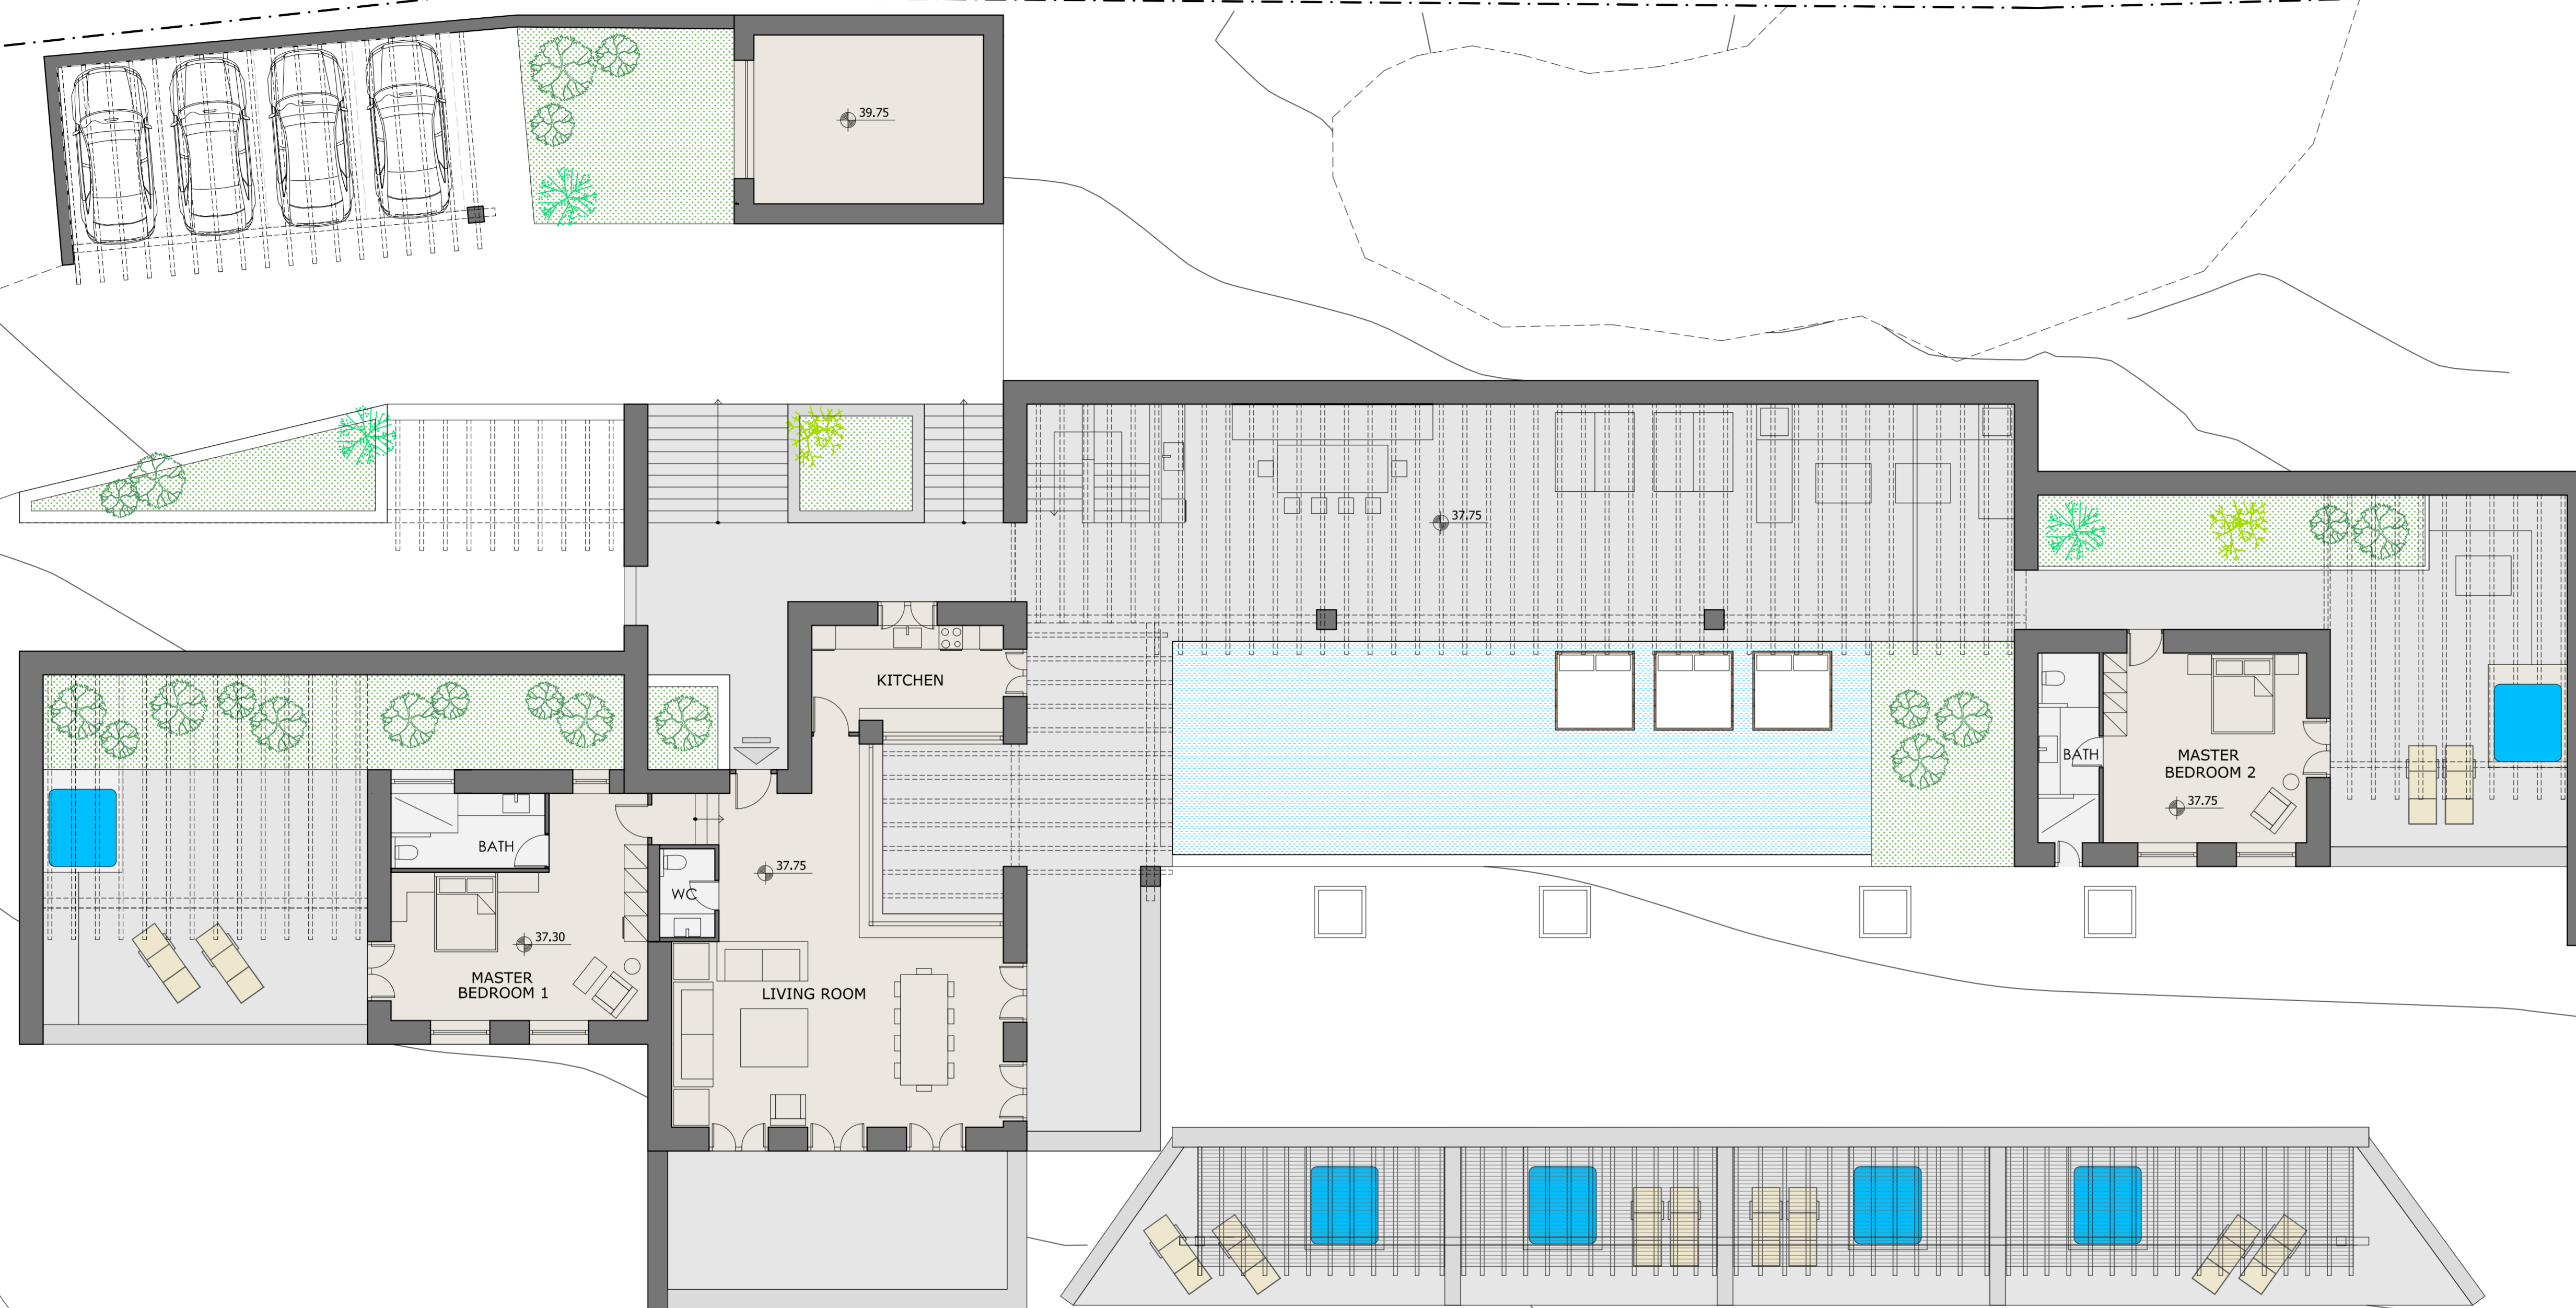 39.75
37.75
KITCHEN
MASTER
BEDROOM 2
BATH
37.75
BATH
WC
37.75
37.30
MASTER
BEDROOM 1
LIVING ROOM